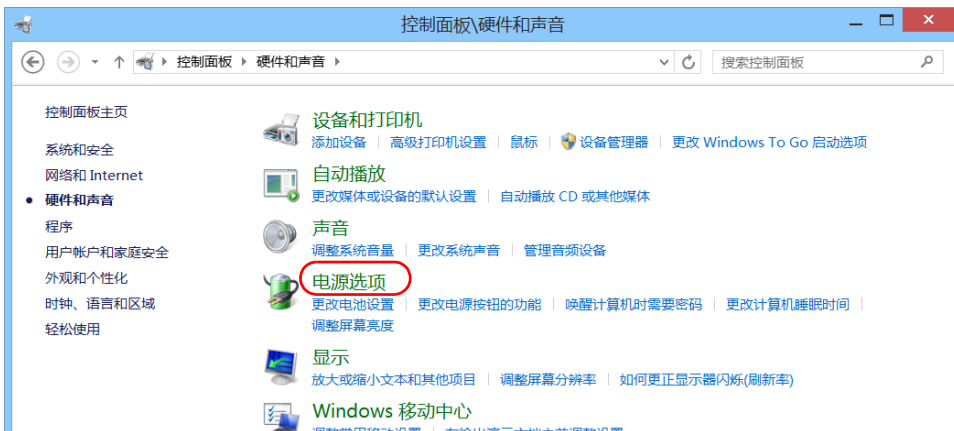 控制面板\硬件和声音
控制面板 硬件和声音
搜索控制面板
控制面板主页
系统和安全
网络和 Internet
硬件和声音
程序
用户帐户和家庭安全
外观和个性化
时钟、语言和区域
轻松使用
设备和打印机
添加设备 高级打印机设置 鼠标 设备管理器 更改 Windows To Go 启动选项
自动播放
更改媒体或设备的默认设置 自动播放 CD 或其他媒体
声音
调整系统音量 更改系统声音 管理音频设备
电源选项
更改电池设置 更改电源按钮的功能 唤醒计算机时需要密码 更改计算机睡眠时间
调整屏幕亮度
显示
放大或缩小文本和其他项目 调整屏幕分辨率 如何更正显示器闪烁(刷新率)
Windows 移动中心